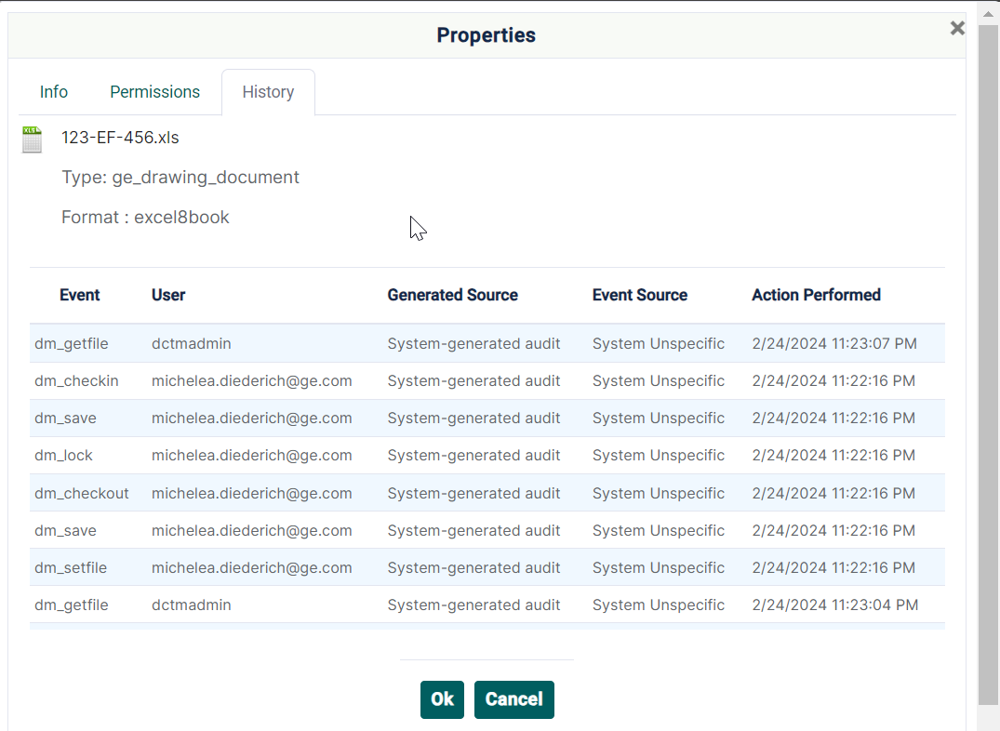 Properties
×
Info Permissions History
XLS
123-EF-456.xls
Type: ge_drawing_document
Format : excel8book
Event User Generated Source Event Source Action Performed
dm_getfile dctmadmin System-generated audit System Unspecific 2/24/2024 11:23:07 PM
dm_checkin michelea.diederich@ge.com System-generated audit System Unspecific 2/24/2024 11:22:16 PM
dm_save michelea.diederich@ge.com System-generated audit System Unspecific 2/24/2024 11:22:16 PM
dm_lock michelea.diederich@ge.com System-generated audit System Unspecific 2/24/2024 11:22:16 PM
dm_checkout michelea.diederich@ge.com System-generated audit System Unspecific 2/24/2024 11:22:16 PM
dm_save michelea.diederich@ge.com System-generated audit System Unspecific 2/24/2024 11:22:16 PM
dm_setfile michelea.diederich@ge.com System-generated audit System Unspecific 2/24/2024 11:22:16 PM
dm_getfile dctmadmin System-generated audit System Unspecific 2/24/2024 11:23:04 PM
Ok Cancel